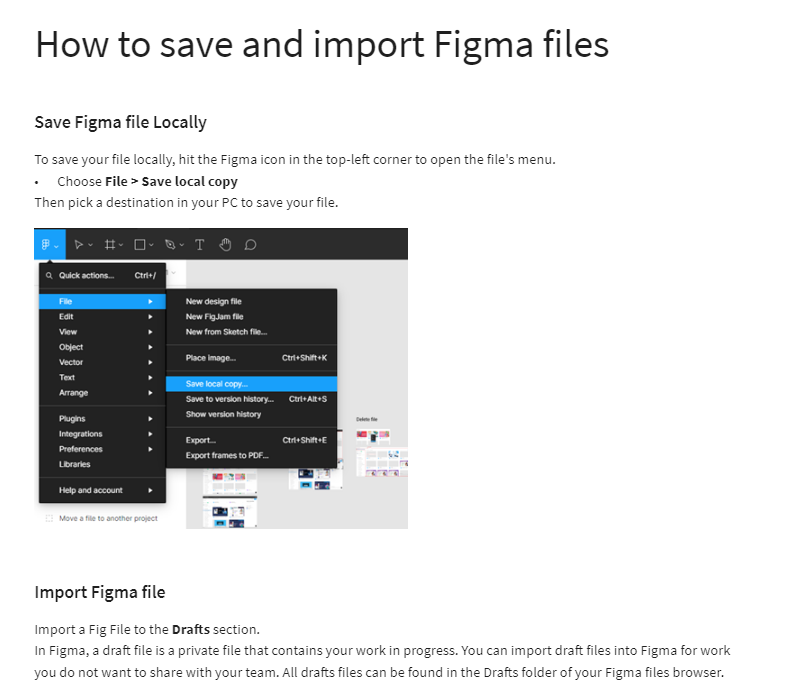 How to save and import Figma files
Save Figma file Locally
To save your file locally, hit the Figma icon in the top-left corner to open the file's menu.
• Choose File > Save local copy
Then pick a destination in your PC to save your file.
Quick actions... Ctrl+/
File
Edit
View
Object
Vector
Text
Arrange
Plugins
Integrations
Preferences
Libraries
Help and account
New design file
New FigJam file
New from Sketch file...
Place image... Ctrl+Shift+K
Save local copy...
Save to version history... Ctrl+Alt+S
Show version history
Export... Ctrl+Shift+E
Export frames to PDF...
Delete file
Move a file to another project
Import Figma file
Import a Fig File to the Drafts section.
In Figma, a draft file is a private file that contains your work in progress. You can import draft files into Figma for work
you do not want to share with your team. All drafts files can be found in the Drafts folder of your Figma files browser.